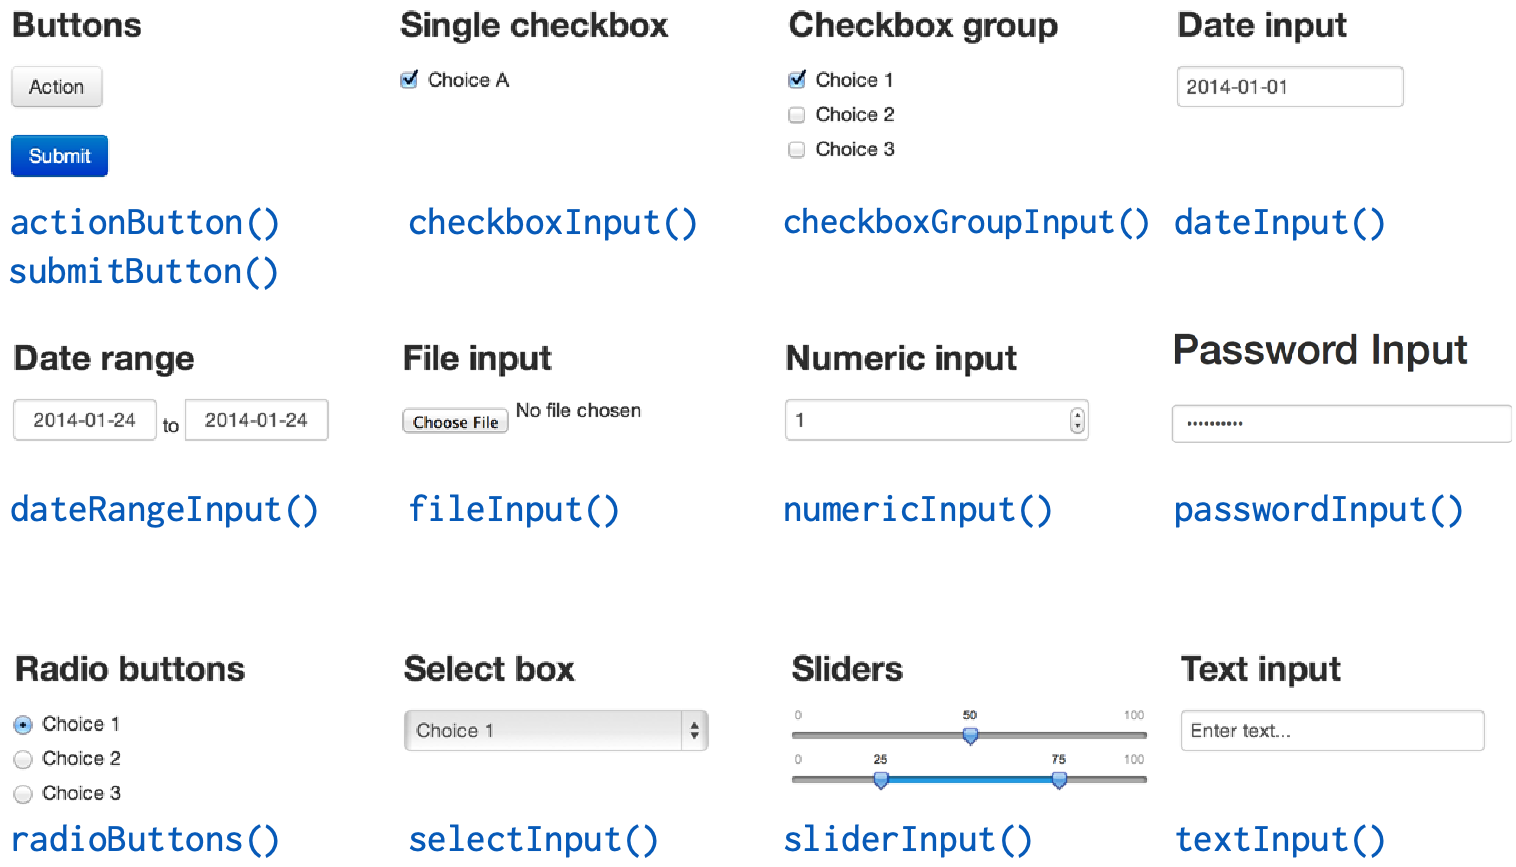 Buttons
Action
Submit
actionButton()
submitButton()
Single checkbox
Choice A
checkboxInput()
Checkbox group
Choice 1
Choice 2
Choice 3
checkboxGroupInput()
Date input
2014-01-01
dateInput()
Date range
2014-01-24 to 2014-01-24
dateRangeInput()
File input
Choose File No file chosen
fileInput()
Numeric input
1
numericInput()
Password Input
••••••••••
passwordInput()
Radio buttons
Choice 1
Choice 2
Choice 3
radioButtons()
Select box
Choice 1
selectInput()
Sliders
0 50 100
0 25 75 100
sliderInput()
Text input
Enter text...
textInput()